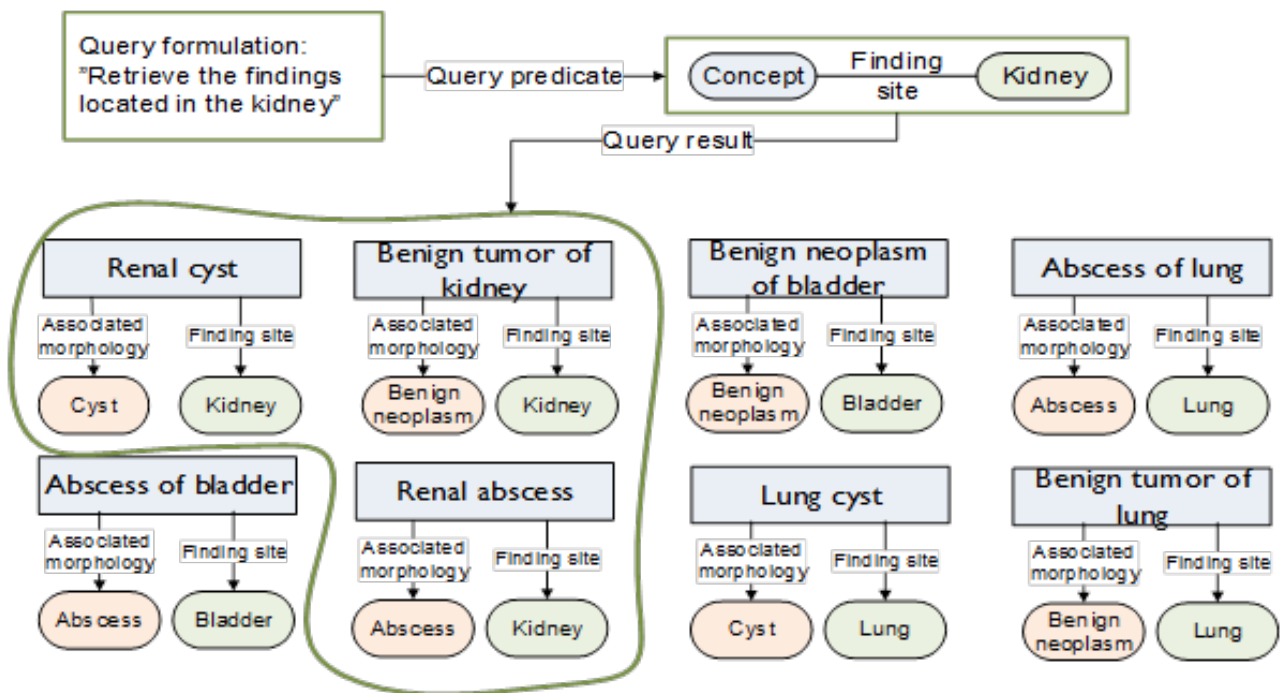 Query formulation:
”Retrieve the findings
located in the kidney”
Query predicate
Concept
Finding
site
Kidney
Query result
Renal cyst
Associated
morphology
Finding site
Cyst
Kidney
Benign tumor of
kidney
Associated
morphology
Finding site
Benign
neoplasm
Kidney
Benign neoplasm
of bladder
Associated
morphology
Finding site
Benign
neoplasm
Bladder
Abscess of lung
Associated
morphology
Finding site
Abscess
Lung
Abscess of bladder
Associated
morphology
Finding site
Abscess
Bladder
Renal abscess
Associated
morphology
Finding site
Abscess
Kidney
Lung cyst
Associated
morphology
Finding site
Cyst
Lung
Benign tumor of
lung
Associated
morphology
Finding site
Benign
neoplasm
Lung